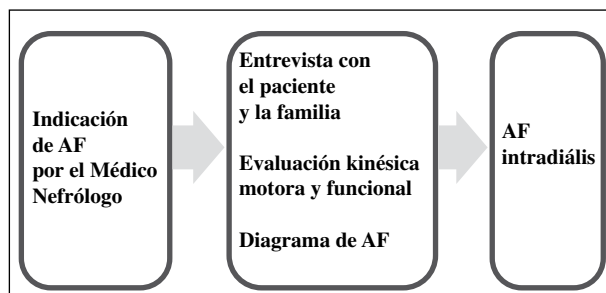 Indicación
de AF
por el Médico
Nefrólogo
Entrevista con
el paciente
y la familia
Evaluación kinésica
motora y funcional
Diagrama de AF
AF
intradiális